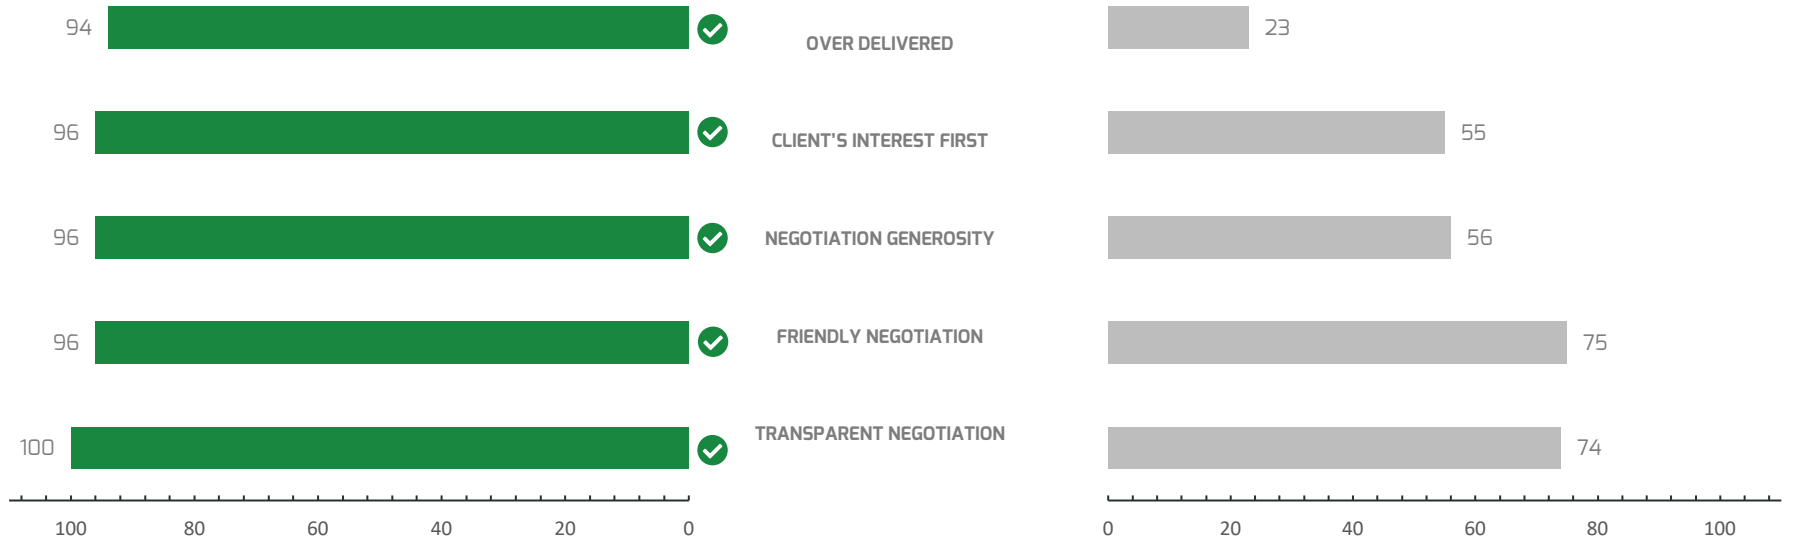 94 OVER DELIVERED 23
96 CLIENT'S INTEREST FIRST 55
96 NEGOTIATION GENEROSITY 56
96 FRIENDLY NEGOTIATION 75
100 TRANSPARENT NEGOTIATION 74
100 80 60 40 20 0 0 20 40 60 80 100